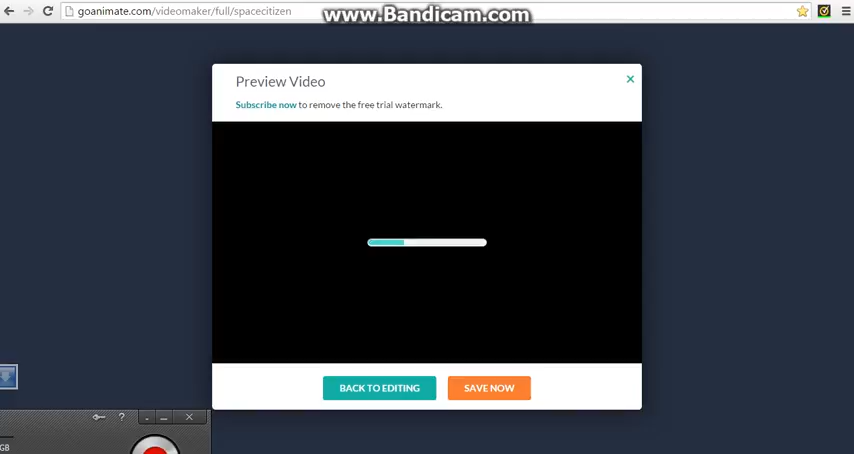 www.Bandicam.com
goanimate.com/videomaker/full/spacecitizen
Preview Video
Subscribe now to remove the free trial watermark.
BACK TO EDITING
SAVE NOW
?
GB